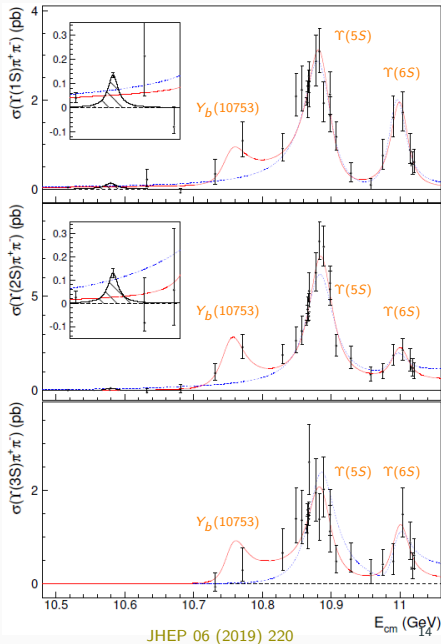 σ(Υ(1S)π⁺π⁻) (pb)
4
2
0
0.3
0.2
0.1
0
-0.1
Y_b(10753)
Υ(5S)
Υ(6S)
σ(Υ(2S)π⁺π⁻) (pb)
5
0
0.3
0.2
0.1
0
-0.1
Y_b(10753)
Υ(5S)
Υ(6S)
σ(Υ(3S)π⁺π⁻) (pb)
2
0
Y_b(10753)
Υ(5S)
Υ(6S)
10.5 10.6 10.7 10.8 10.9 11
E_cm (GeV)
14
JHEP 06 (2019) 220